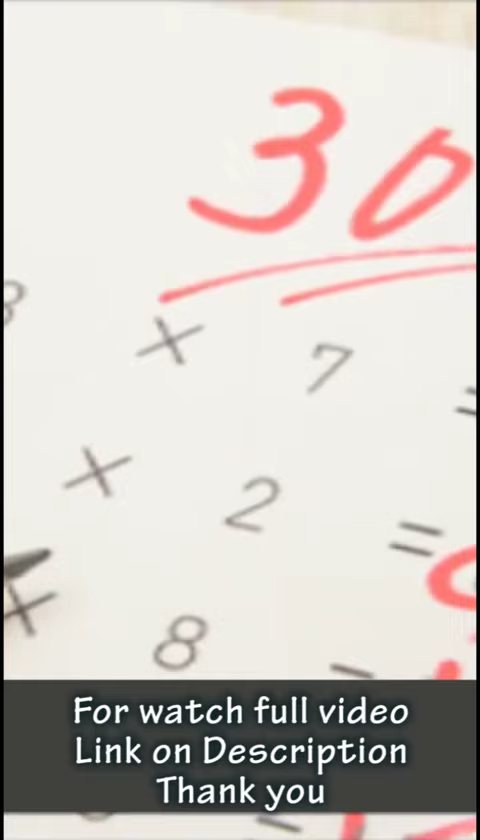 30
× 7 =
× 2 =
× 8
For watch full video
Link on Description
Thank you